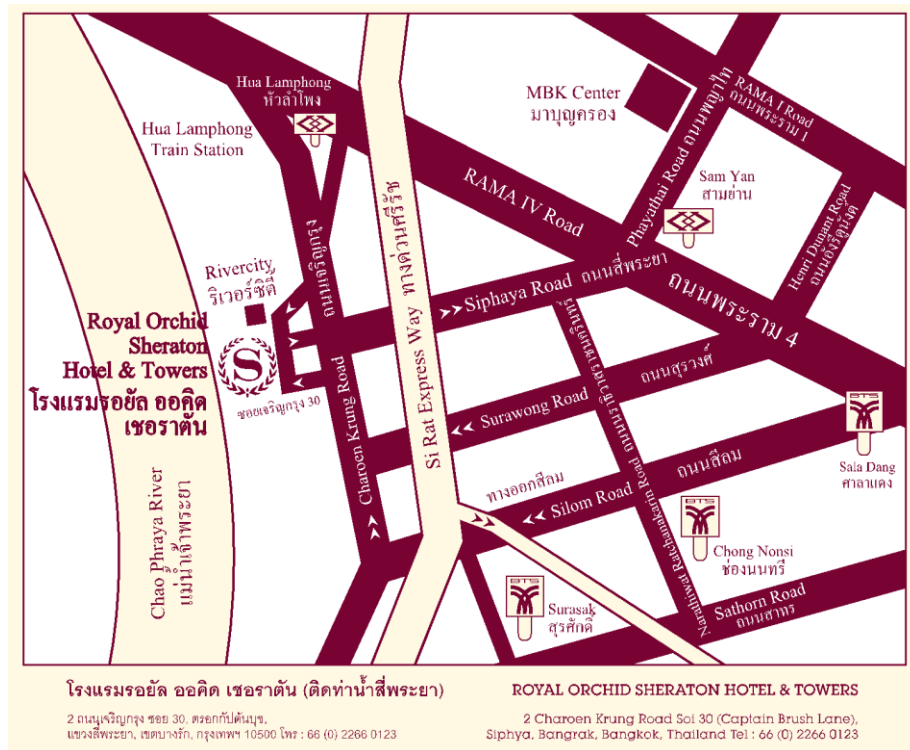 Hua Lamphong
หัวลำโพง
Hua Lamphong
Train Station
MBK Center
มาบุญครอง
RAMA I Road
ถนนพระราม 1
Phayathai Road ถนนพญาไท
Sam Yan
สามย่าน
Henri Dunant Road
ถนนอังรีดูนังต์
RAMA IV Road
ถนนพระราม 4
Si Rat Express Way ทางด่วนศรีรัช
Rivercity
ริเวอร์ซิตี้
ถนนเจริญกรุง
Siphaya Road ถนนสี่พระยา
Royal Orchid
Sheraton
Hotel & Towers
โรงแรมรอยัล ออคิด
เชอราตัน
S
ซอยเจริญกรุง 30
Charoen Krung Road
Surawong Road ถนนสุรวงศ์
Narathiwat Ratchanakarin Road ถนนนราธิวาสราชนครินทร์
BTS
Sala Dang
ศาลาแดง
ทางออกสีลม
Silom Road ถนนสีลม
BTS
Chong Nonsi
ช่องนนทรี
BTS
Surasak
สุรศักดิ์
Sathorn Road
ถนนสาทร
Chao Phraya River
แม่น้ำเจ้าพระยา
โรงแรมรอยัล ออคิด เชอราตัน (ติดท่าน้ำสี่พระยา)
2 ถนนเจริญกรุง ซอย 30, ตรอกกัปตันบุช,
แขวงสี่พระยา, เขตบางรัก, กรุงเทพฯ 10500 โทร : 66 (0) 2266 0123
ROYAL ORCHID SHERATON HOTEL & TOWERS
2 Charoen Krung Road Soi 30 (Captain Brush Lane),
Siphya, Bangrak, Bangkok, Thailand Tel : 66 (0) 2266 0123